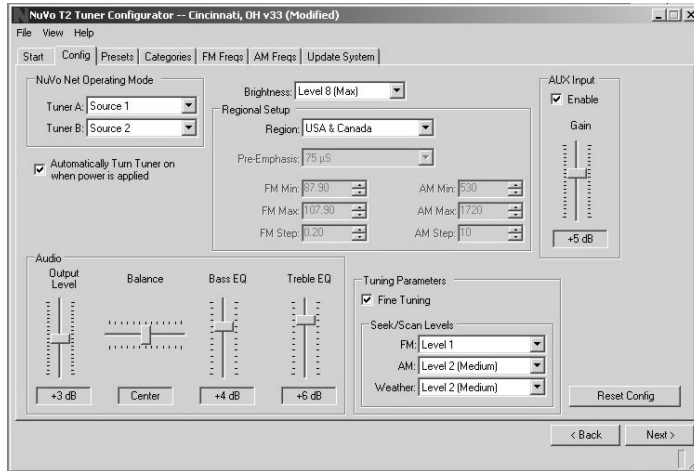 NuVo T2 Tuner Configurator -- Cincinnati, OH v33 (Modified)
File View Help
Start Config Presets Categories FM Freqs AM Freqs Update System
NuVo Net Operating Mode
Tuner A: Source 1
Tuner B: Source 2
Automatically Turn Tuner on
when power is applied
Brightness: Level 8 (Max)
Regional Setup
Region: USA & Canada
Pre-Emphasis: 75 µS
FM Min: 87.90 AM Min: 530
FM Max: 107.90 AM Max: 1720
FM Step: 0.20 AM Step: 10
AUX Input
Enable
Gain
+5 dB
Audio
Output
Level
Balance
Bass EQ
Treble EQ
+3 dB
Center
+4 dB
+6 dB
Tuning Parameters
Fine Tuning
Seek/Scan Levels
FM: Level 1
AM: Level 2 (Medium)
Weather: Level 2 (Medium)
Reset Config
< Back Next >